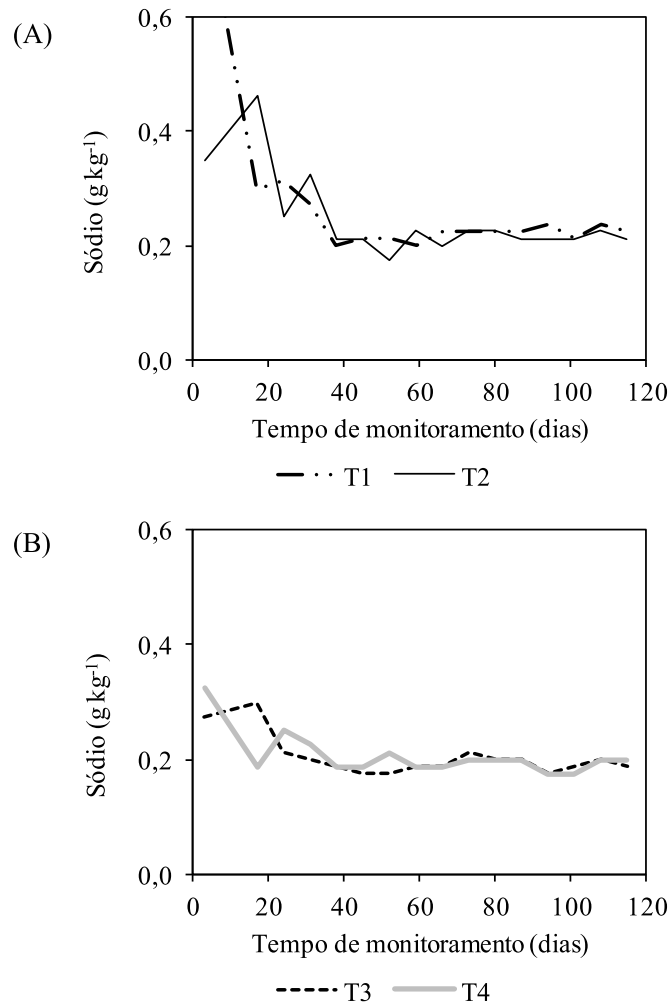 (A)
0,6
0,4
0,2
0,0
Sódio (g kg⁻¹)
0 20 40 60 80 100 120
Tempo de monitoramento (dias)
T1 T2
(B)
0,6
0,4
0,2
0,0
Sódio (g kg⁻¹)
0 20 40 60 80 100 120
Tempo de monitoramento (dias)
T3 T4